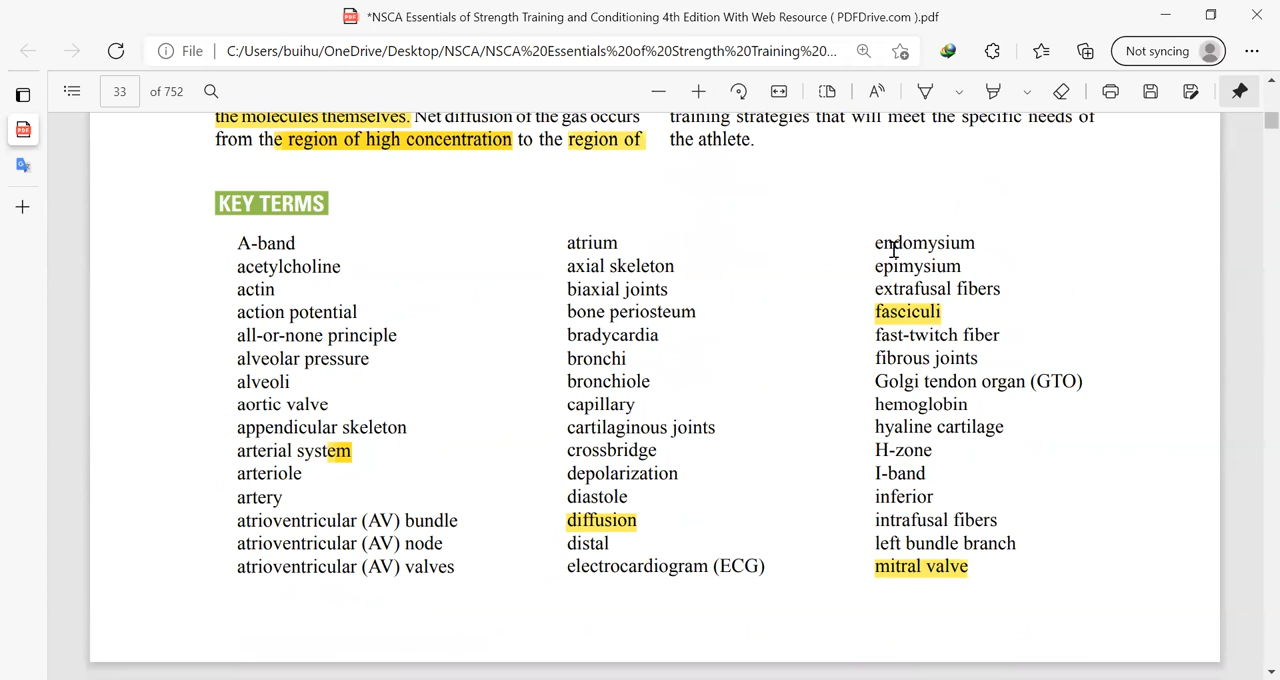 *NSCA Essentials of Strength Training and Conditioning 4th Edition With Web Resource ( PDFDrive.com ).pdf
File
C:/Users/buihu/OneDrive/Desktop/NSCA/NSCA%20Essentials%20of%20Strength%20Training%20...
Not syncing
33 of 752
the molecules themselves. Net diffusion of the gas occurs
from the region of high concentration to the region of
training strategies that will meet the specific needs of
the athlete.
KEY TERMS
A-band
acetylcholine
actin
action potential
all-or-none principle
alveolar pressure
alveoli
aortic valve
appendicular skeleton
arterial system
arteriole
artery
atrioventricular (AV) bundle
atrioventricular (AV) node
atrioventricular (AV) valves
atrium
axial skeleton
biaxial joints
bone periosteum
bradycardia
bronchi
bronchiole
capillary
cartilaginous joints
crossbridge
depolarization
diastole
diffusion
distal
electrocardiogram (ECG)
endomysium
epimysium
extrafusal fibers
fasciculi
fast-twitch fiber
fibrous joints
Golgi tendon organ (GTO)
hemoglobin
hyaline cartilage
H-zone
I-band
inferior
intrafusal fibers
left bundle branch
mitral valve